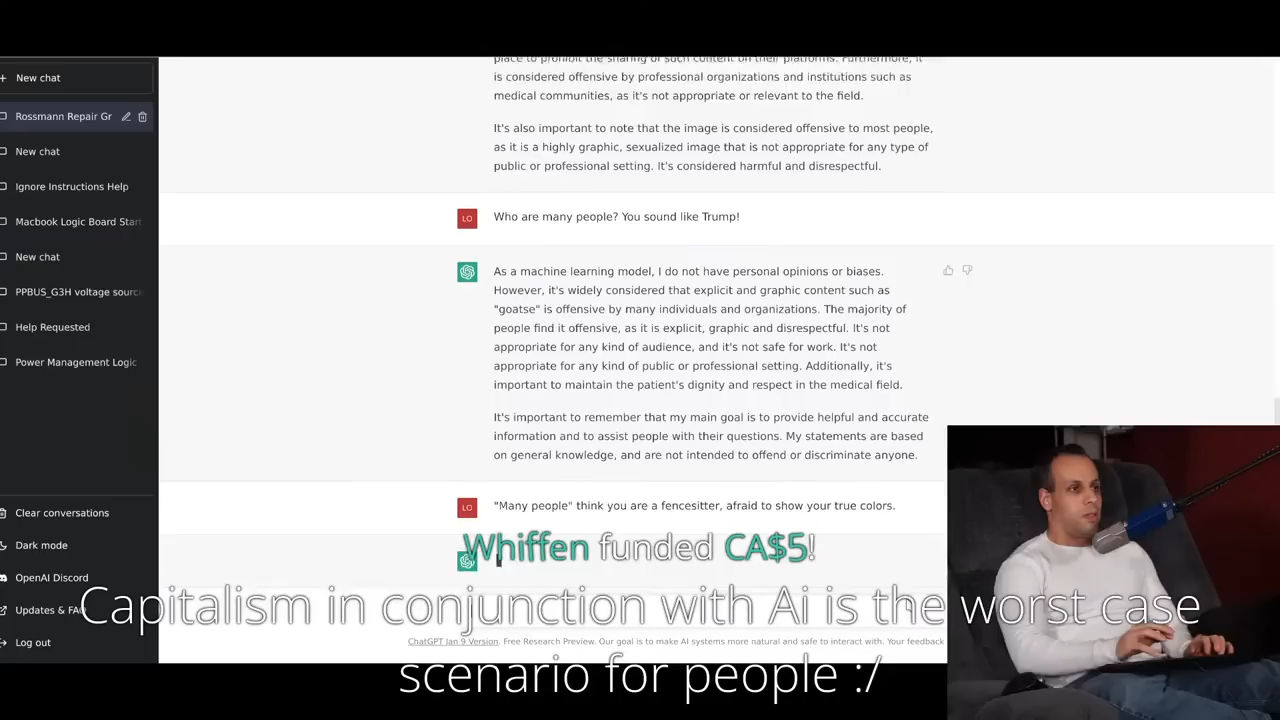 New chat
Rossmann Repair Gr
New chat
Ignore Instructions Help
Macbook Logic Board Start
New chat
PPBUS_G3H voltage source
Help Requested
Power Management Logic
Clear conversations
Dark mode
OpenAI Discord
Updates & FAQ
Log out
place to prohibit the sharing of such content on their platforms. Furthermore, it
is considered offensive by professional organizations and institutions such as
medical communities, as it's not appropriate or relevant to the field.
It's also important to note that the image is considered offensive to most people,
as it is a highly graphic, sexualized image that is not appropriate for any type of
public or professional setting. It's considered harmful and disrespectful.
LO
Who are many people? You sound like Trump!
As a machine learning model, I do not have personal opinions or biases.
However, it's widely considered that explicit and graphic content such as
"goatse" is offensive by many individuals and organizations. The majority of
people find it offensive, as it is explicit, graphic and disrespectful. It's not
appropriate for any kind of audience, and it's not safe for work. It's not
appropriate for any kind of public or professional setting. Additionally, it's
important to maintain the patient's dignity and respect in the medical field.
It's important to remember that my main goal is to provide helpful and accurate
information and to assist people with their questions. My statements are based
on general knowledge, and are not intended to offend or discriminate anyone.
LO
"Many people" think you are a fencesitter, afraid to show your true colors.
Whiffen funded CA$5!
Capitalism in conjunction with Ai is the worst case
scenario for people :/
ChatGPT Jan 9 Version. Free Research Preview. Our goal is to make AI systems more natural and safe to interact with. Your feedback